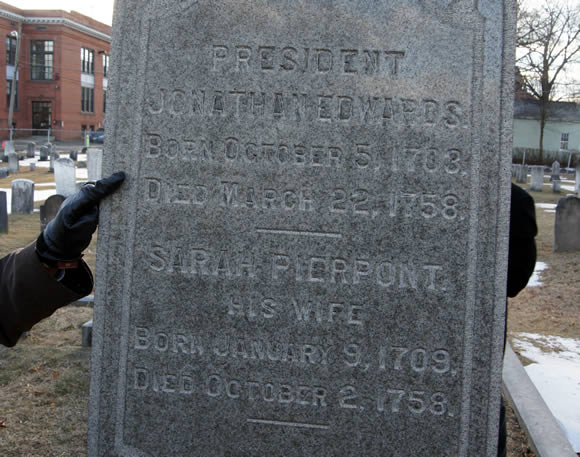 PRESIDENT
JONATHAN EDWARDS.
BORN OCTOBER 5, 1703.
DIED MARCH 22, 1758.
SARAH PIERPONT.
HIS WIFE
BORN JANUARY 9, 1709.
DIED OCTOBER 2, 1758.